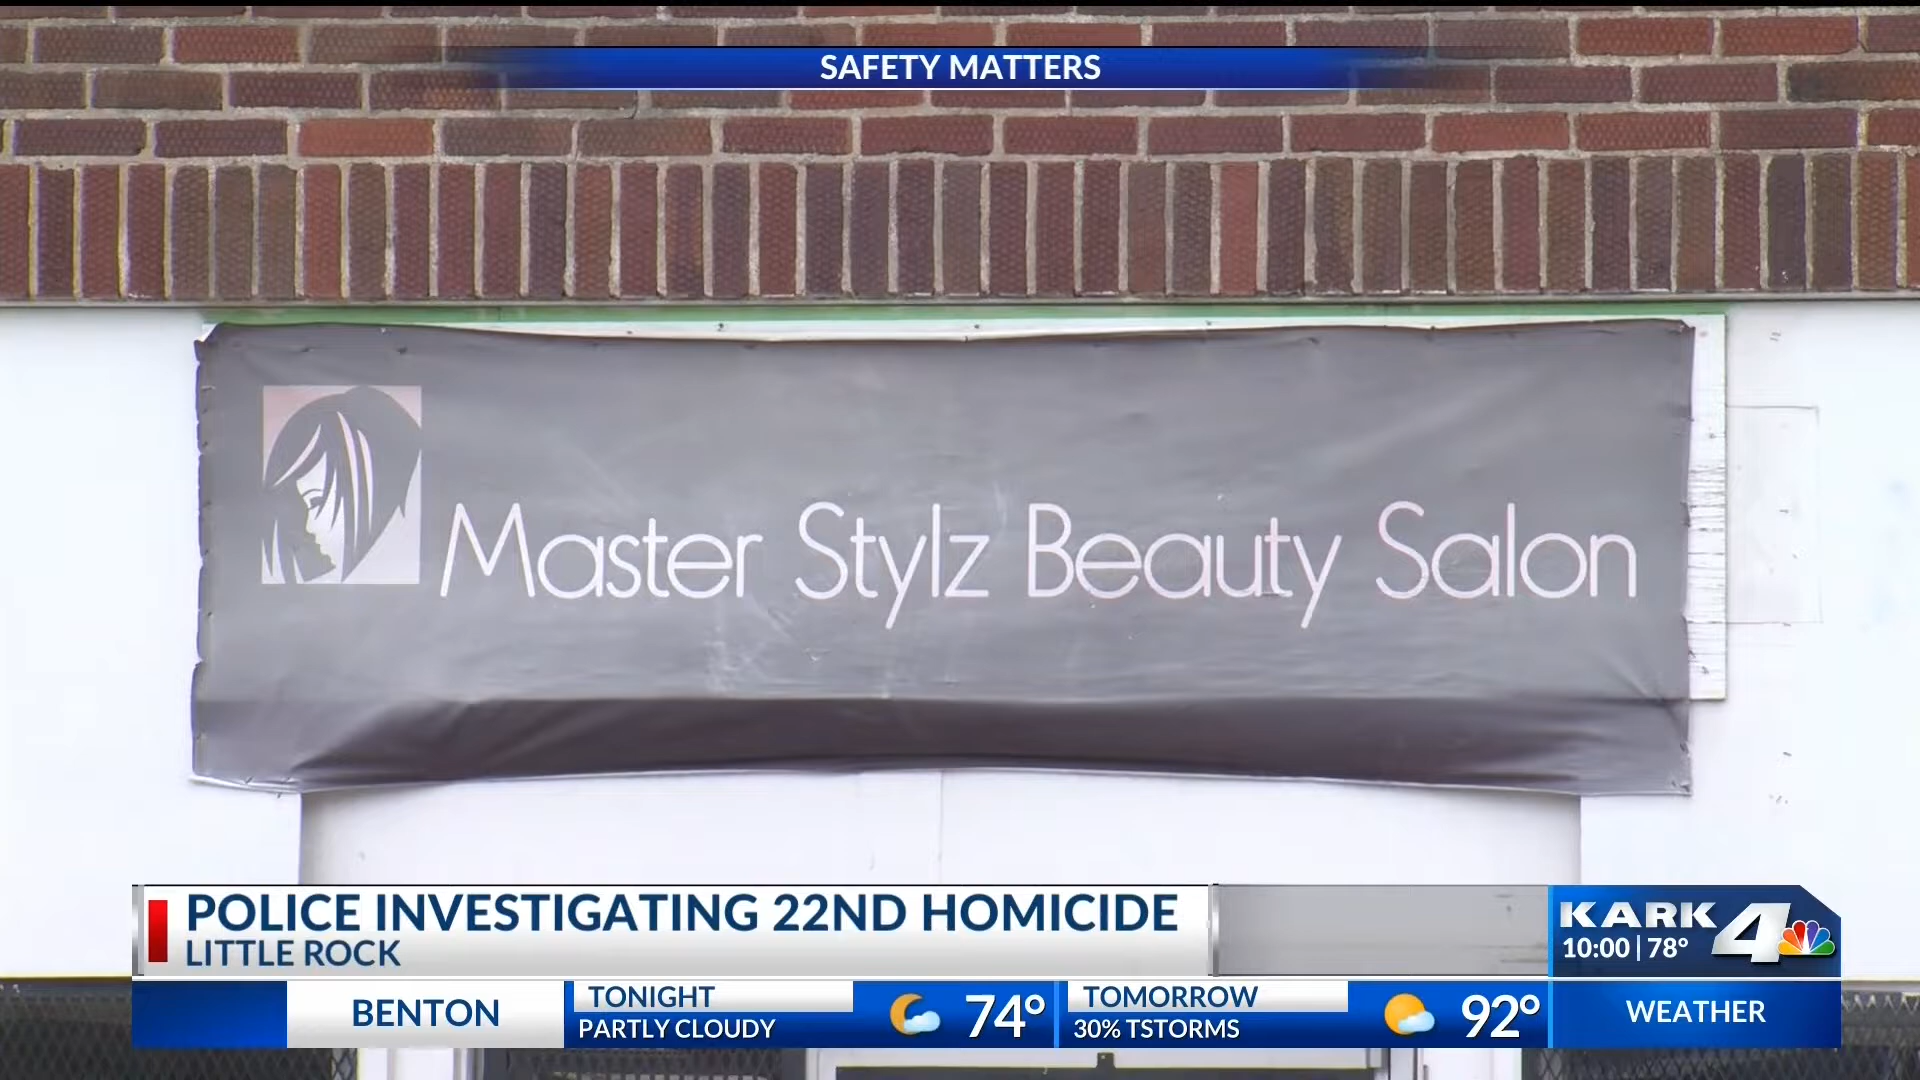 SAFETY MATTERS
Master Stylz Beauty Salon
POLICE INVESTIGATING 22ND HOMICIDE
LITTLE ROCK
KARK 4
10:00 | 78°
BENTON
TONIGHT
PARTLY CLOUDY
74°
TOMORROW
30% TSTORMS
92°
WEATHER